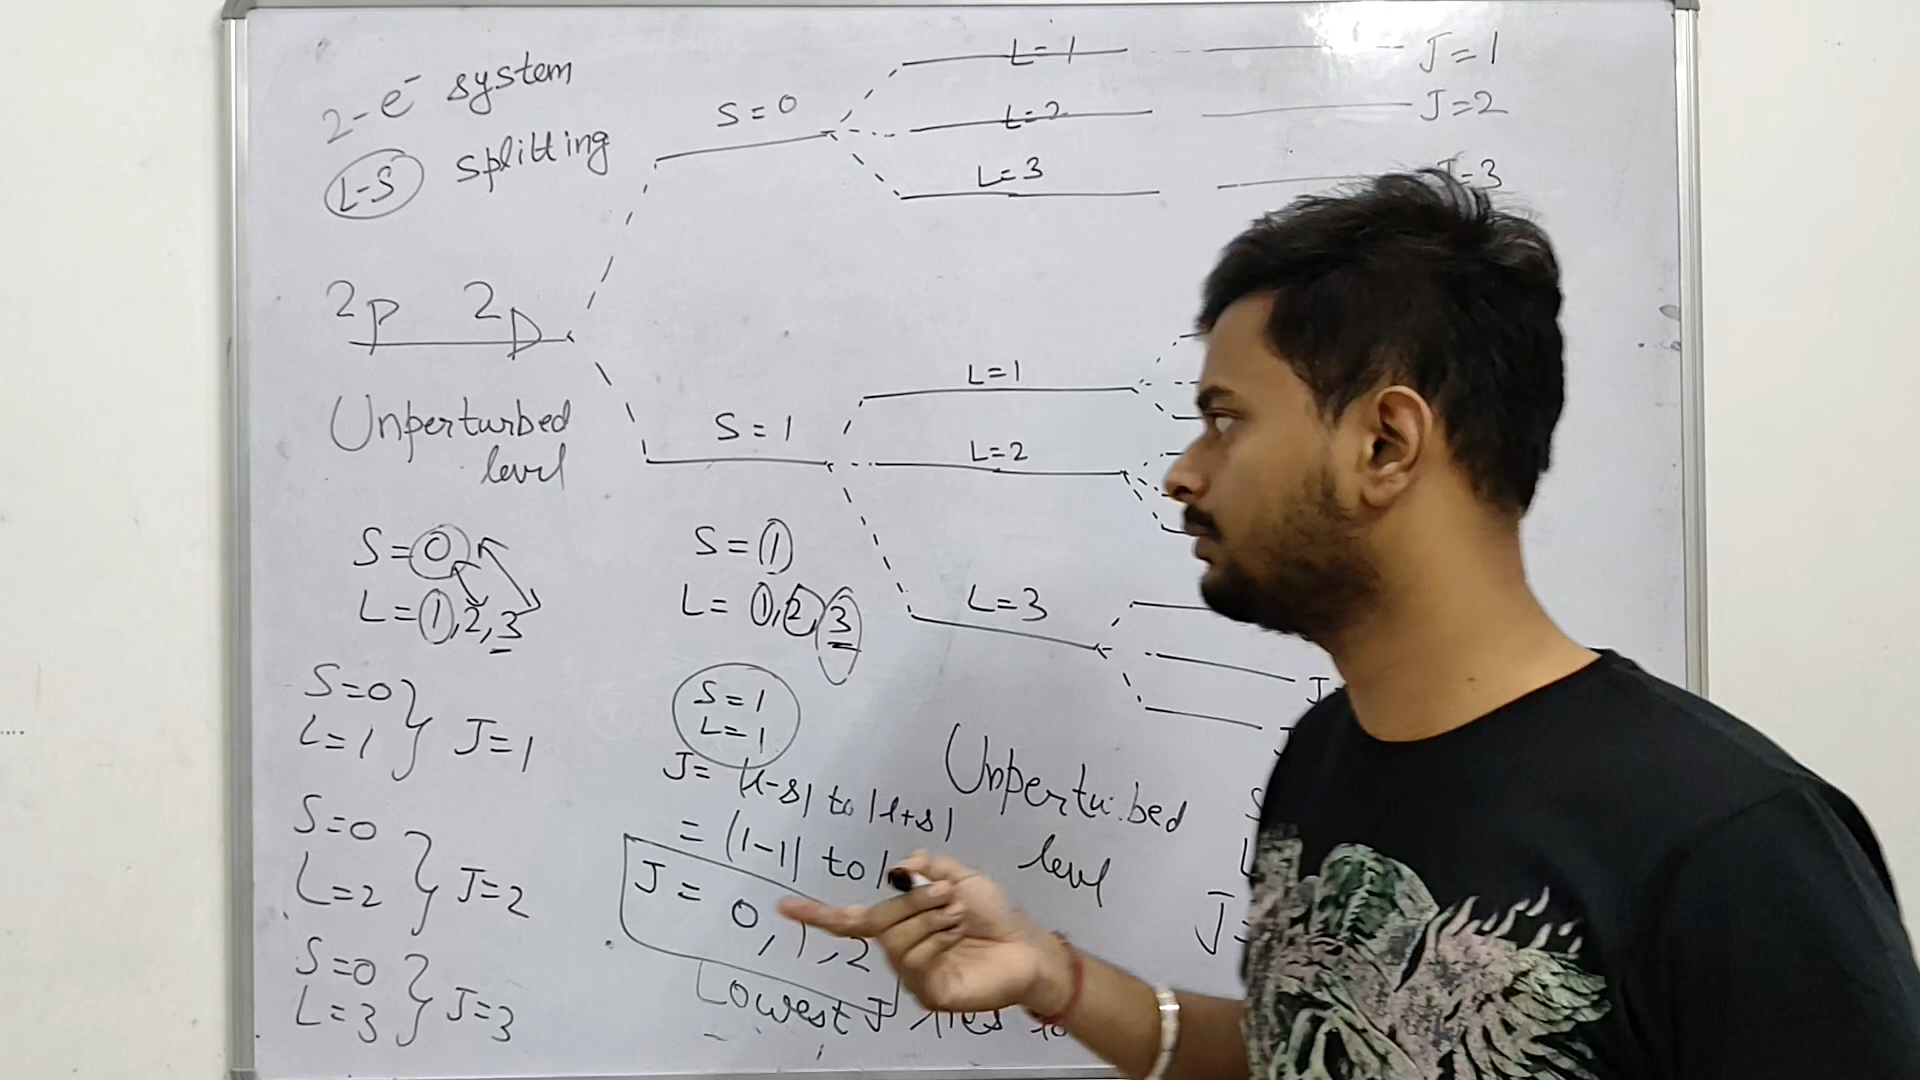 2-e⁻ system
L-S splitting
2p 2D
Unperturbed
level
S=0
L=1
L=2
L=3
J=1
J=2
=3
S=1
L=1
L=2
L=3
J
S=0
L=1,2,3
S=0
L=1
J=1
S=0
L=2
J=2
S=0
L=3
J=3
S=1
L=1,2,3
S=1
L=1
J= |l-s| to |l+s|
= |1-1| to |
J= 0,1,2
Lowest J lies
Unperturbed
level
J=